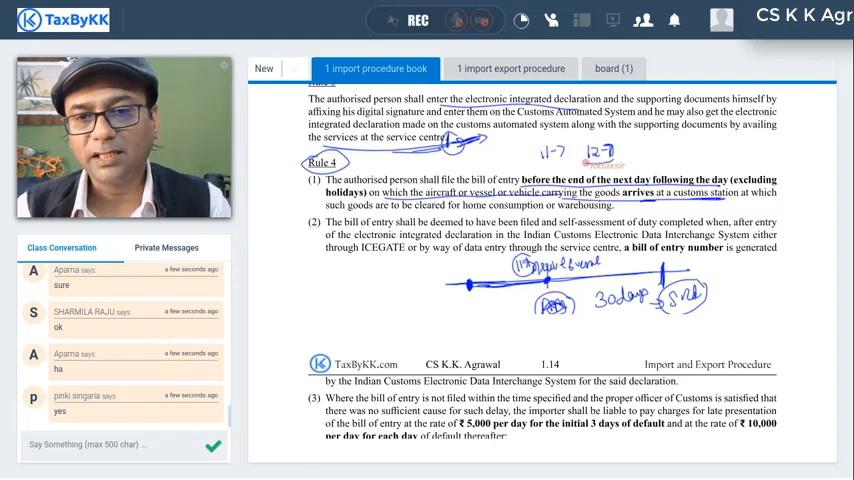 TaxByKK
REC
CS K K Agr
New
1 import procedure book
1 import export procedure
board (1)
The authorised person shall enter the electronic integrated declaration and the supporting documents himself by
affixing his digital signature and enter them on the Customs Automated System and he may also get the electronic
integrated declaration made on the customs automated system along with the supporting documents by availing
the services at the service centre
11-7
12-7
KKtaxsir
Rule 4
(1) The authorised person shall file the bill of entry before the end of the next day following the day (excluding
holidays) on which the aircraft or vessel or vehicle carrying the goods arrives at a customs station at which
such goods are to be cleared for home consumption or warehousing.
(2) The bill of entry shall be deemed to have been filed and self-assessment of duty completed when, after entry
of the electronic integrated declaration in the Indian Customs Electronic Data Interchange System either
through ICEGATE or by way of data entry through the service centre, a bill of entry number is generated
30 days
TaxByKK.com
CS K.K. Agrawal
1.14
Import and Export Procedure
by the Indian Customs Electronic Data Interchange System for the said declaration.
(3) Where the bill of entry is not filed within the time specified and the proper officer of Customs is satisfied that
there was no sufficient cause for such delay, the importer shall be liable to pay charges for late presentation
of the bill of entry at the rate of ₹ 5,000 per day for the initial 3 days of default and at the rate of ₹ 10,000
per day for each day of default thereafter:
Class Conversation
Private Messages
A
Aparna says:
a few seconds ago
sure
S
SHARMILA RAJU says:
a few seconds ago
ok
A
Aparna says:
a few seconds ago
ha
p
pinki singaria says:
a few seconds ago
yes
Say Something (max 500 char) ...